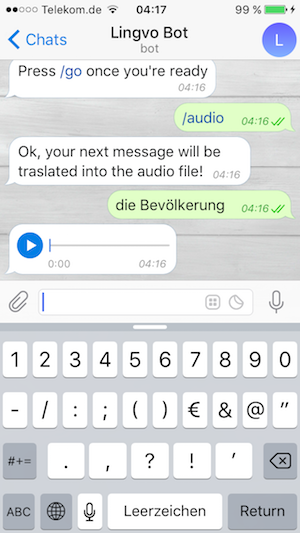 Telekom.de 04:17 99 %
Chats Lingvo Bot L
bot
Press /go once you're ready
04:16
/audio 04:16
Ok, your next message will be
traslated into the audio file! 04:16
die Bevölkerung 04:16
0:00 04:16
1 2 3 4 5 6 7 8 9 0
- / : ; ( ) € & @ "
#+= . , ? ! '
ABC Leerzeichen Return